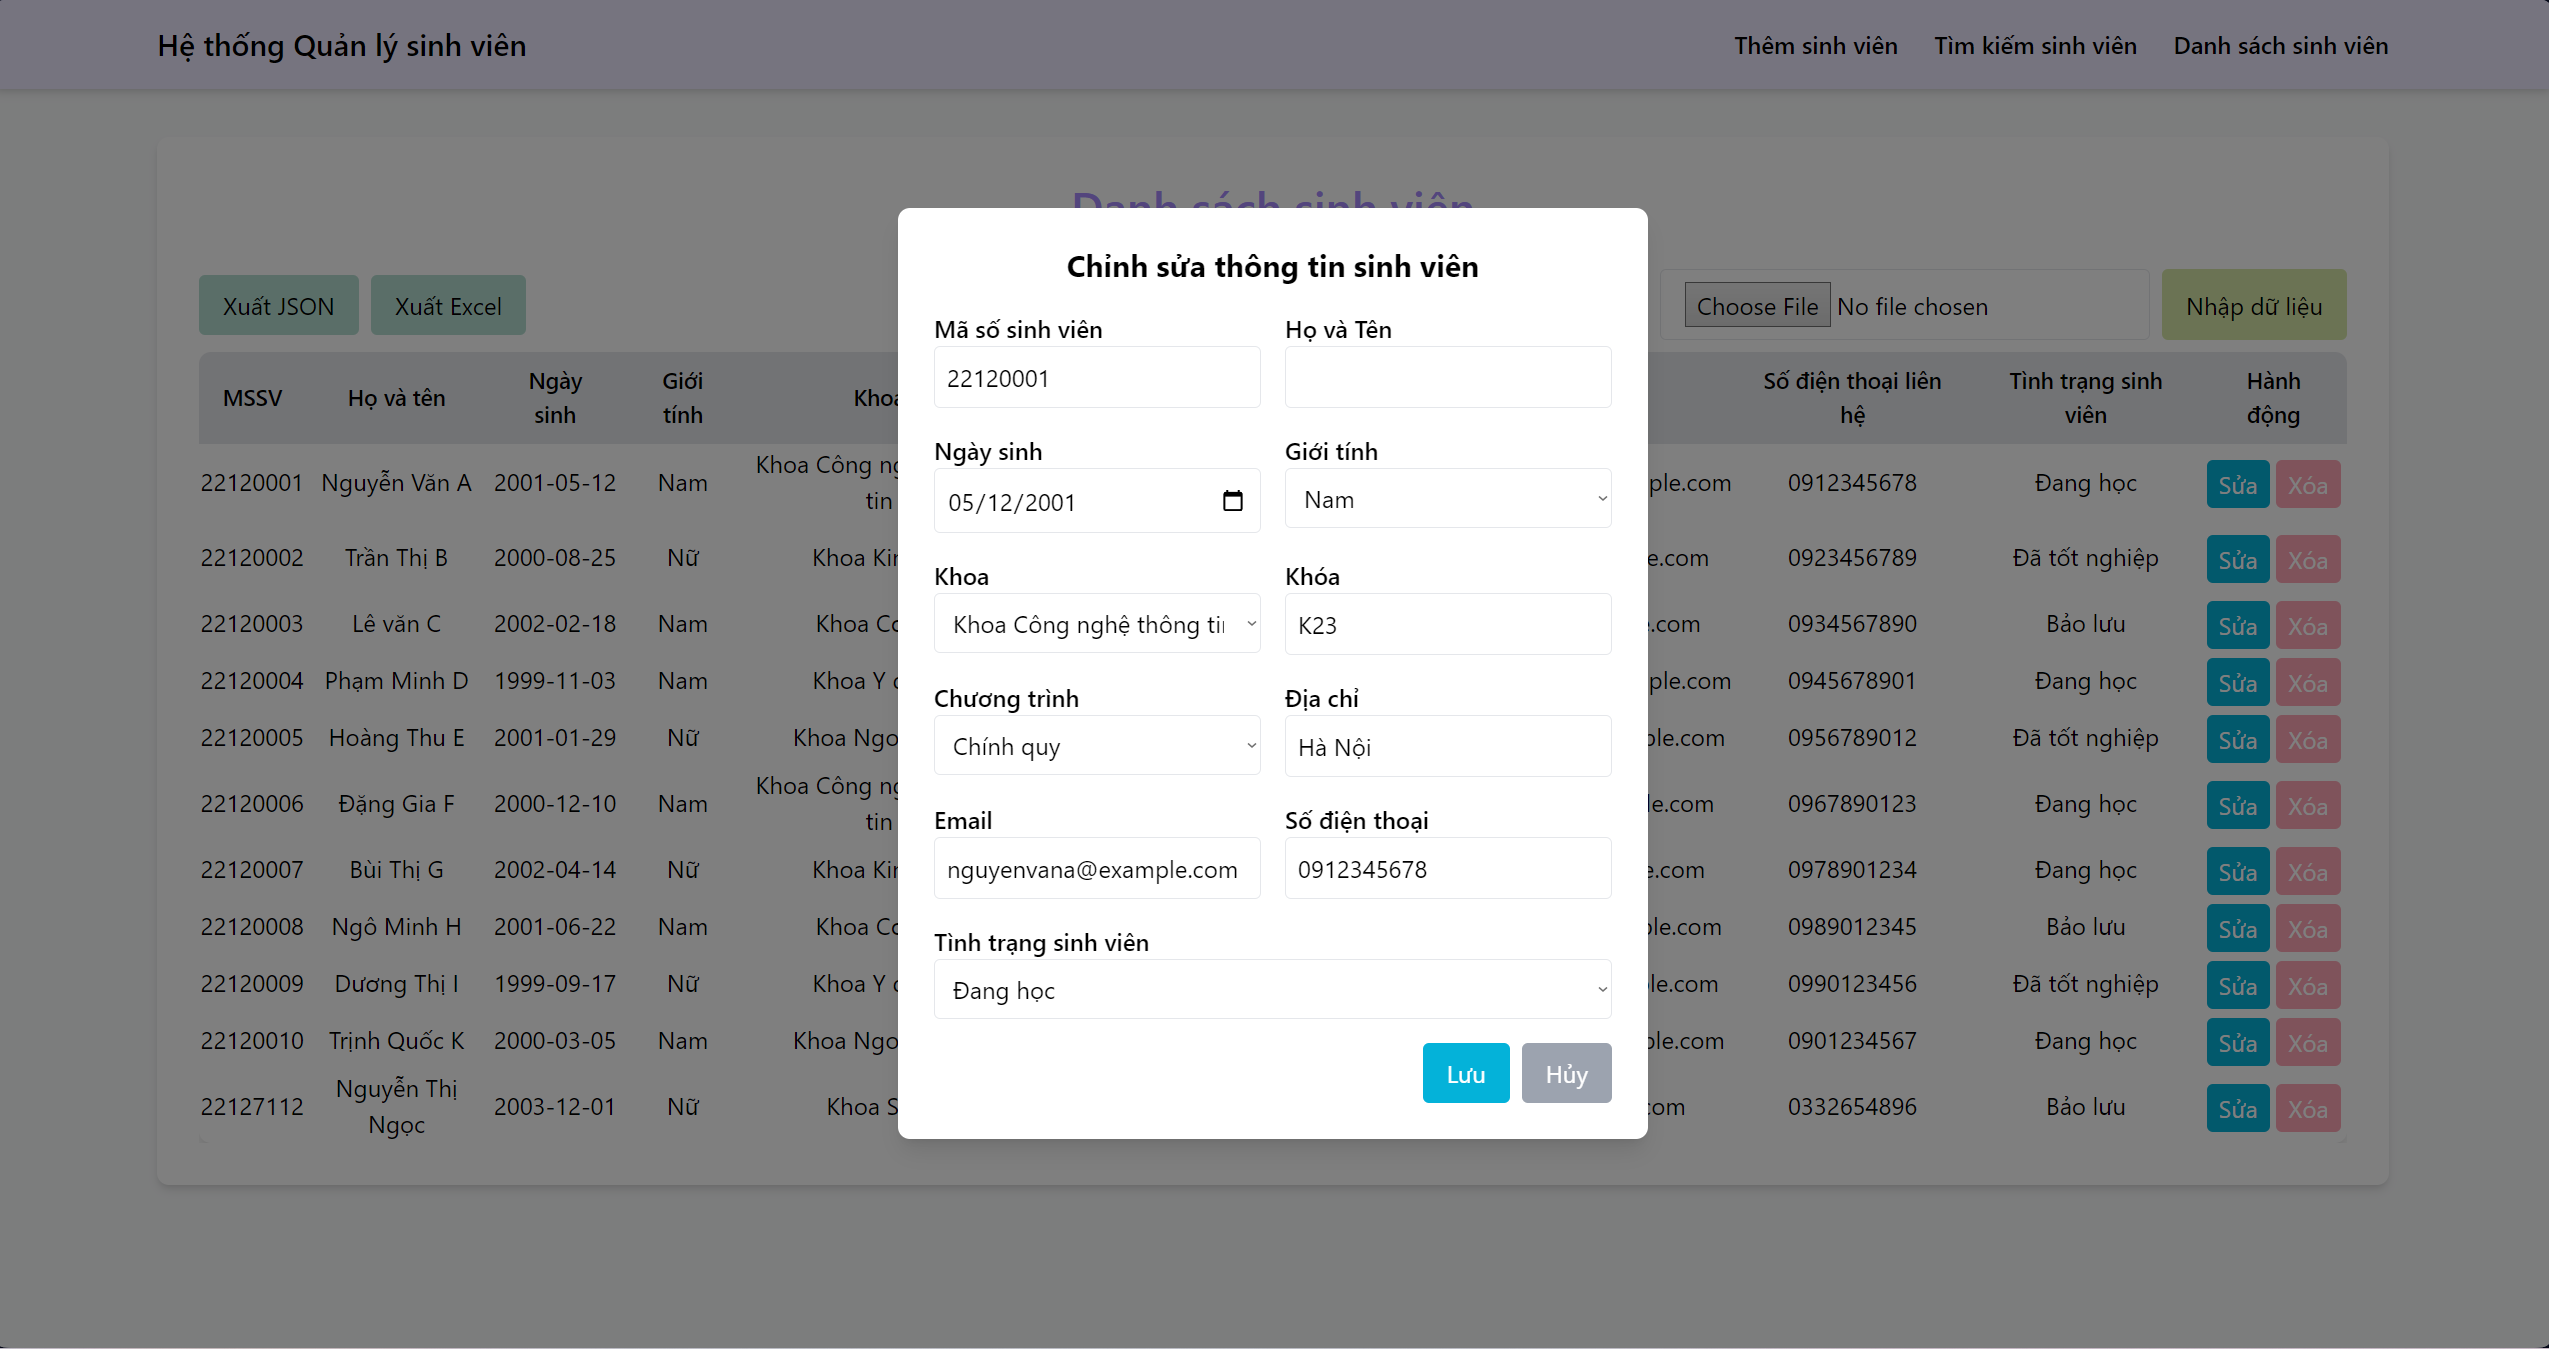 Hệ thống Quản lý sinh viên
Thêm sinh viên Tìm kiếm sinh viên Danh sách sinh viên
Danh sách sinh viên
Xuất JSON Xuất Excel
Choose File No file chosen Nhập dữ liệu
MSSV Họ và tên Ngày sinh Giới tính Khoa Số điện thoại liên hệ Tình trạng sinh viên Hành động
22120001 Nguyễn Văn A 2001-05-12 Nam Khoa Công tin ple.com 0912345678 Đang học Sửa Xóa
22120002 Trần Thị B 2000-08-25 Nữ Khoa e.com 0923456789 Đã tốt nghiệp Sửa Xóa
22120003 Lê văn C 2002-02-18 Nam Khoa .com 0934567890 Bảo lưu Sửa Xóa
22120004 Phạm Minh D 1999-11-03 Nam Khoa Y ple.com 0945678901 Đang học Sửa Xóa
22120005 Hoàng Thu E 2001-01-29 Nữ Khoa ple.com 0956789012 Đã tốt nghiệp Sửa Xóa
22120006 Đặng Gia F 2000-12-10 Nam Khoa Công tin le.com 0967890123 Đang học Sửa Xóa
22120007 Bùi Thị G 2002-04-14 Nữ Khoa e.com 0978901234 Đang học Sửa Xóa
22120008 Ngô Minh H 2001-06-22 Nam Khoa ple.com 0989012345 Bảo lưu Sửa Xóa
22120009 Dương Thị I 1999-09-17 Nữ Khoa Y le.com 0990123456 Đã tốt nghiệp Sửa Xóa
22120010 Trịnh Quốc K 2000-03-05 Nam Khoa ple.com 0901234567 Đang học Sửa Xóa
22127112 Nguyễn Thị Ngọc 2003-12-01 Nữ Khoa com 0332654896 Bảo lưu Sửa Xóa
Chỉnh sửa thông tin sinh viên
Mã số sinh viên Họ và Tên
22120001
Ngày sinh Giới tính
05/12/2001 Nam
Khoa Khóa
Khoa Công nghệ thông tin K23
Chương trình Địa chỉ
Chính quy Hà Nội
Email Số điện thoại
nguyenvana@example.com 0912345678
Tình trạng sinh viên
Đang học
Lưu Hủy